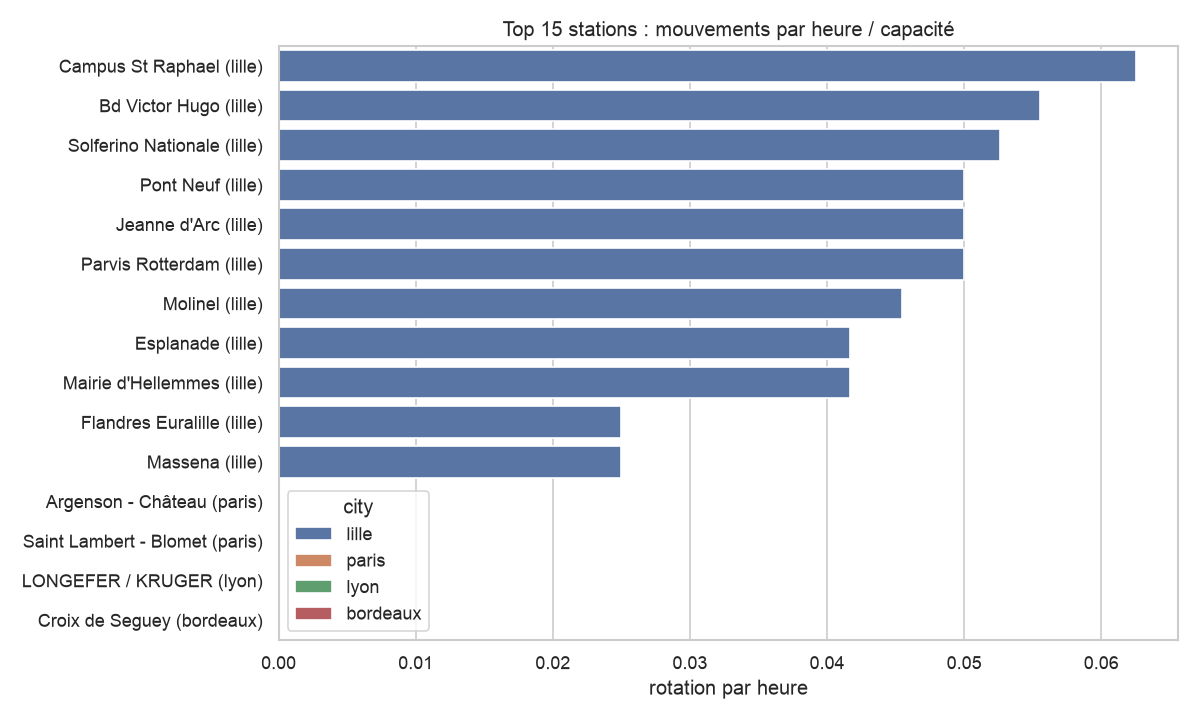 Top 15 stations : mouvements par heure / capacité
Campus St Raphael (lille)
Bd Victor Hugo (lille)
Solferino Nationale (lille)
Pont Neuf (lille)
Jeanne d'Arc (lille)
Parvis Rotterdam (lille)
Molinel (lille)
Esplanade (lille)
Mairie d'Hellemmes (lille)
Flandres Euralille (lille)
Massena (lille)
Argenson - Château (paris)
Saint Lambert - Blomet (paris)
LONGEFER / KRUGER (lyon)
Croix de Seguey (bordeaux)
city
lille
paris
lyon
bordeaux
0.00 0.01 0.02 0.03 0.04 0.05 0.06
rotation par heure